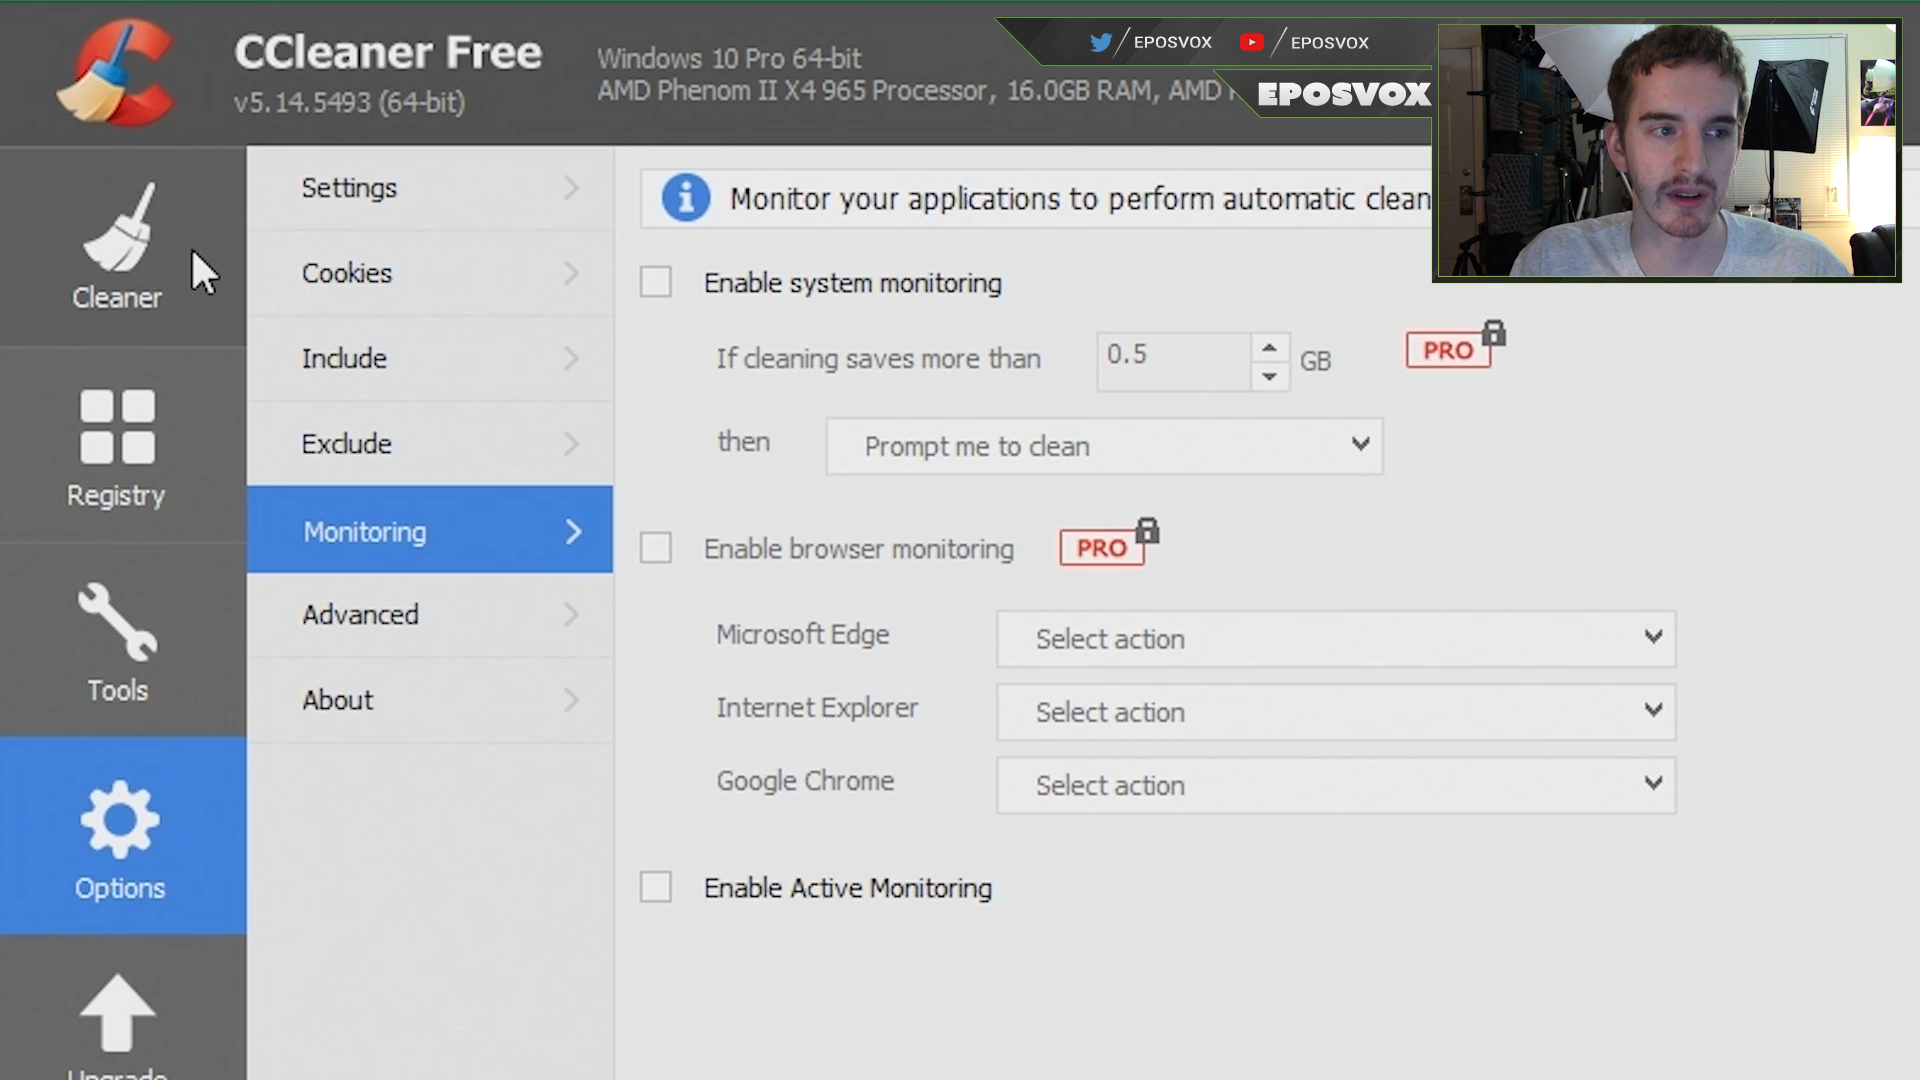 CCleaner Free
v5.14.5493 (64-bit)
Windows 10 Pro 64-bit
AMD Phenom II X4 965 Processor, 16.0GB RAM, AMD
/ EPOSVOX
/ EPOSVOX
EPOSVOX
Cleaner
Registry
Tools
Options
Upgrade
Settings
Cookies
Include
Exclude
Monitoring
Advanced
About
Monitor your applications to perform automatic clean
Enable system monitoring
If cleaning saves more than 0.5 GB PRO
then Prompt me to clean
Enable browser monitoring PRO
Microsoft Edge Select action
Internet Explorer Select action
Google Chrome Select action
Enable Active Monitoring